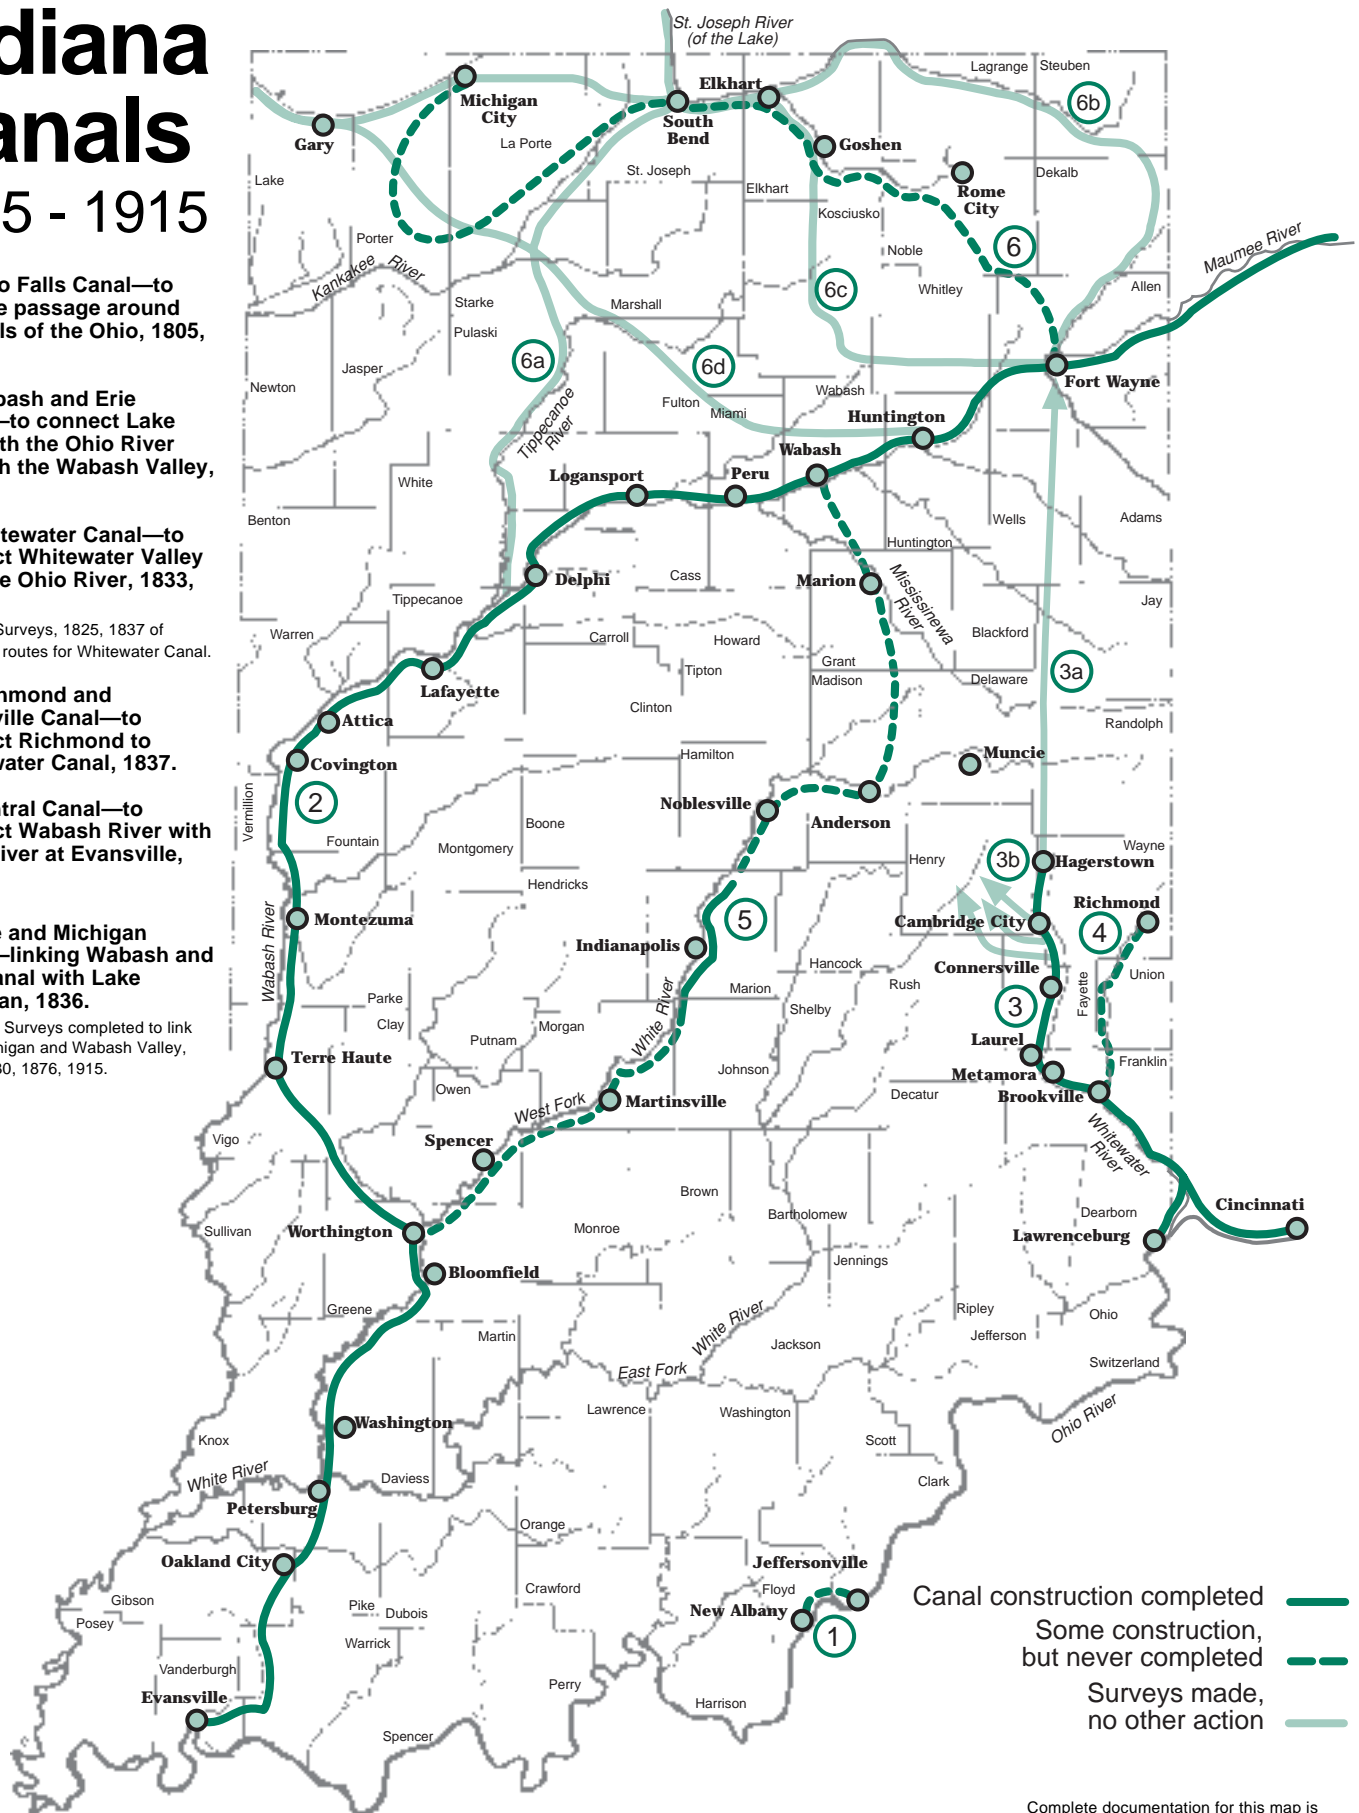 diana
anals
5 - 1915
o Falls Canal—to
e passage around
ls of the Ohio, 1805,
bash and Erie
—to connect Lake
th the Ohio River
h the Wabash Valley,
tewater Canal—to
ct Whitewater Valley
e Ohio River, 1833,
Surveys, 1825, 1837 of
routes for Whitewater Canal.
hmond and
ville Canal—to
ct Richmond to
water Canal, 1837.
ntral Canal—to
ct Wabash River with
River at Evansville,
e and Michigan
—linking Wabash and
anal with Lake
an, 1836.
Surveys completed to link
higan and Wabash Valley,
30, 1876, 1915.
St. Joseph River
(of the Lake)
Lagrange
Steuben
Elkhart
6b
Michigan
City
South
Bend
Gary
La Porte
Goshen
St. Joseph
Dekalb
Lake
Elkhart
Rome
City
Kosciusko
Porter
Noble
6
Maumee River
Kankakee River
6c
Whitley
Allen
Starke
Marshall
Pulaski
6a
6d
Jasper
Newton
Wabash
Fort Wayne
Fulton
Miami
Huntington
Tippecanoe
River
Wabash
Logansport
Peru
White
Benton
Wells
Adams
Huntington
Delphi
Cass
Marion
Mississinewa
River
Tippecanoe
Jay
Warren
Carroll
Howard
Blackford
Grant
Tipton
Madison
Delaware
3a
Lafayette
Clinton
Attica
Randolph
Hamilton
Muncie
Covington
2
Noblesville
Vermillion
Anderson
Boone
Fountain
Montgomery
Wayne
Henry
3b
Hagerstown
Hendricks
Richmond
Montezuma
5
Cambridge City
4
Indianapolis
Wabash River
Hancock
Connersville
Union
Marion
Rush
Fayette
Parke
Shelby
3
Clay
Morgan
White River
Putnam
Laurel
Terre Haute
Franklin
Johnson
Metamora
Owen
Decatur
Brookville
Martinsville
West Fork
Spencer
Vigo
Whitewater
River
Brown
Cincinnati
Bartholomew
Dearborn
Sullivan
Worthington
Monroe
Lawrenceburg
Jennings
Bloomfield
Greene
Ripley
Ohio
White River
Martin
Jefferson
Jackson
Switzerland
East Fork
Lawrence
Washington
Washington
Ohio River
Knox
Scott
White River
Daviess
Clark
Petersburg
Orange
Oakland City
Jeffersonville
Crawford
Floyd
Gibson
Pike
Dubois
New Albany
Posey
1
Warrick
Vanderburgh
Perry
Evansville
Harrison
Spencer
Canal construction completed
Some construction,
but never completed
Surveys made,
no other action
Complete documentation for this map is